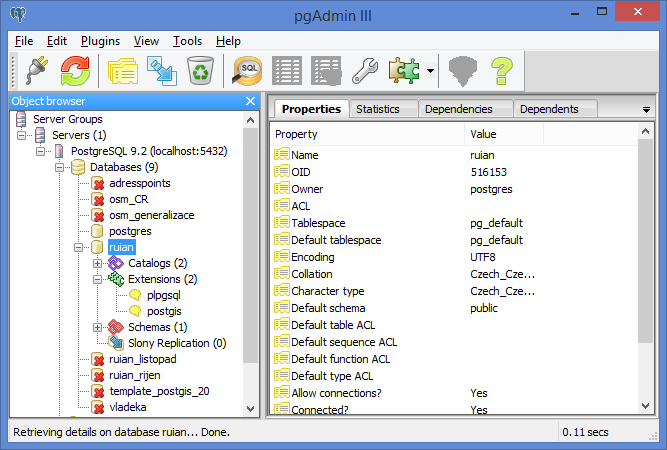 pgAdmin III
File Edit Plugins View Tools Help
SQL
Object browser
Server Groups
Servers (1)
PostgreSQL 9.2 (localhost:5432)
Databases (9)
adresspoints
osm_CR
osm_generalizace
postgres
ruian
Catalogs (2)
Extensions (2)
plpgsql
postgis
Schemas (1)
Slony Replication (0)
ruian_listopad
ruian_rijen
template_postgis_20
vladeka
Properties Statistics Dependencies Dependents
Property Value
Name ruian
OID 516153
Owner postgres
ACL
Tablespace pg_default
Default tablespace pg_default
Encoding UTF8
Collation Czech_Cze...
Character type Czech_Cze...
Default schema public
Default table ACL
Default sequence ACL
Default function ACL
Default type ACL
Allow connections? Yes
Connected? Yes
Retrieving details on database ruian... Done. 0.11 secs